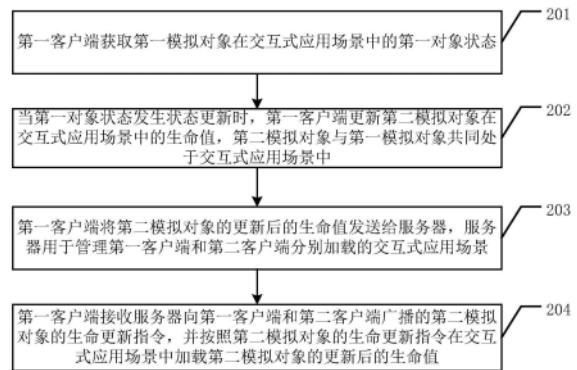 201
第一客户端获取第一模拟对象在交互式应用场景中的第一对象状态
202
当第一对象状态发生状态更新时，第一客户端更新第二模拟对象在
交互式应用场景中的生命值，第二模拟对象与第一模拟对象共同处
于交互式应用场景中
203
第一客户端将第二模拟对象的更新后的生命值发送给服务器，服务
器用于管理第一客户端和第二客户端分别加载的交互式应用场景
204
第一客户端接收服务器向第一客户端和第二客户端广播的第二模拟
对象的生命更新指令，并按照第二模拟对象的生命更新指令在交互
式应用场景中加载第二模拟对象的更新后的生命值